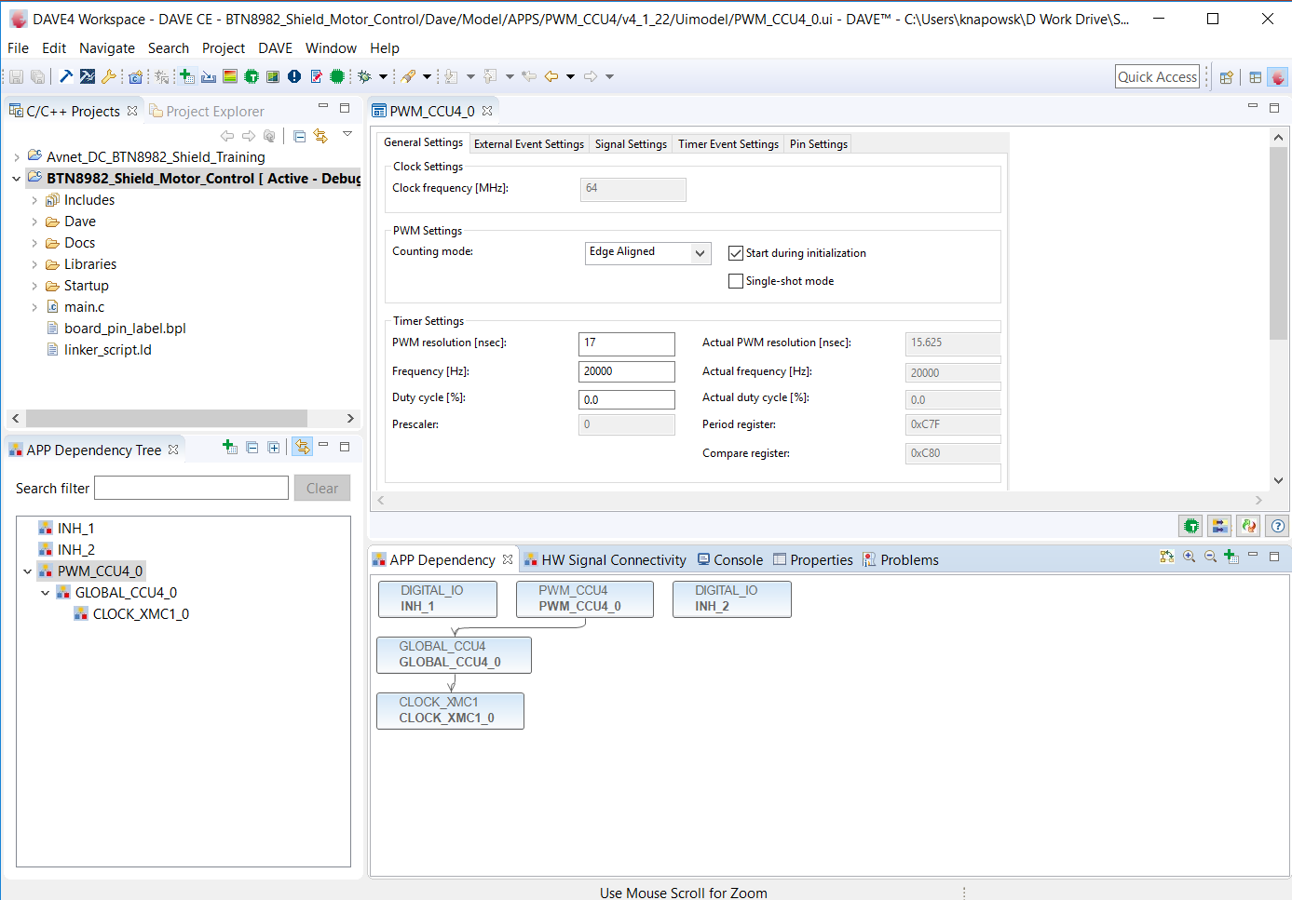 DAVE4 Workspace - DAVE CE - BTN8982_Shield_Motor_Control/Dave/Model/APPS/PWM_CCU4/v4_1_22/Uimodel/PWM_CCU4_0.ui - DAVE™ - C:\Users\knapowsk\D Work Drive\S...
File Edit Navigate Search Project DAVE Window Help
Quick Access
C/C++ Projects Project Explorer
Avnet_DC_BTN8982_Shield_Training
BTN8982_Shield_Motor_Control [ Active - Debug
Includes
Dave
Docs
Libraries
Startup
main.c
board_pin_label.bpl
linker_script.ld
APP Dependency Tree
Search filter Clear
INH_1
INH_2
PWM_CCU4_0
GLOBAL_CCU4_0
CLOCK_XMC1_0
PWM_CCU4_0
General Settings External Event Settings Signal Settings Timer Event Settings Pin Settings
Clock Settings
Clock frequency [MHz]: 64
PWM Settings
Counting mode: Edge Aligned Start during initialization
Single-shot mode
Timer Settings
PWM resolution [nsec]: 17 Actual PWM resolution [nsec]: 15.625
Frequency [Hz]: 20000 Actual frequency [Hz]: 20000
Duty cycle [%]: 0.0 Actual duty cycle [%]: 0.0
Prescaler: 0 Period register: 0xC7F
Compare register: 0xC80
APP Dependency HW Signal Connectivity Console Properties Problems
DIGITAL_IO PWM_CCU4 DIGITAL_IO
INH_1 PWM_CCU4_0 INH_2
GLOBAL_CCU4
GLOBAL_CCU4_0
CLOCK_XMC1
CLOCK_XMC1_0
Use Mouse Scroll for Zoom